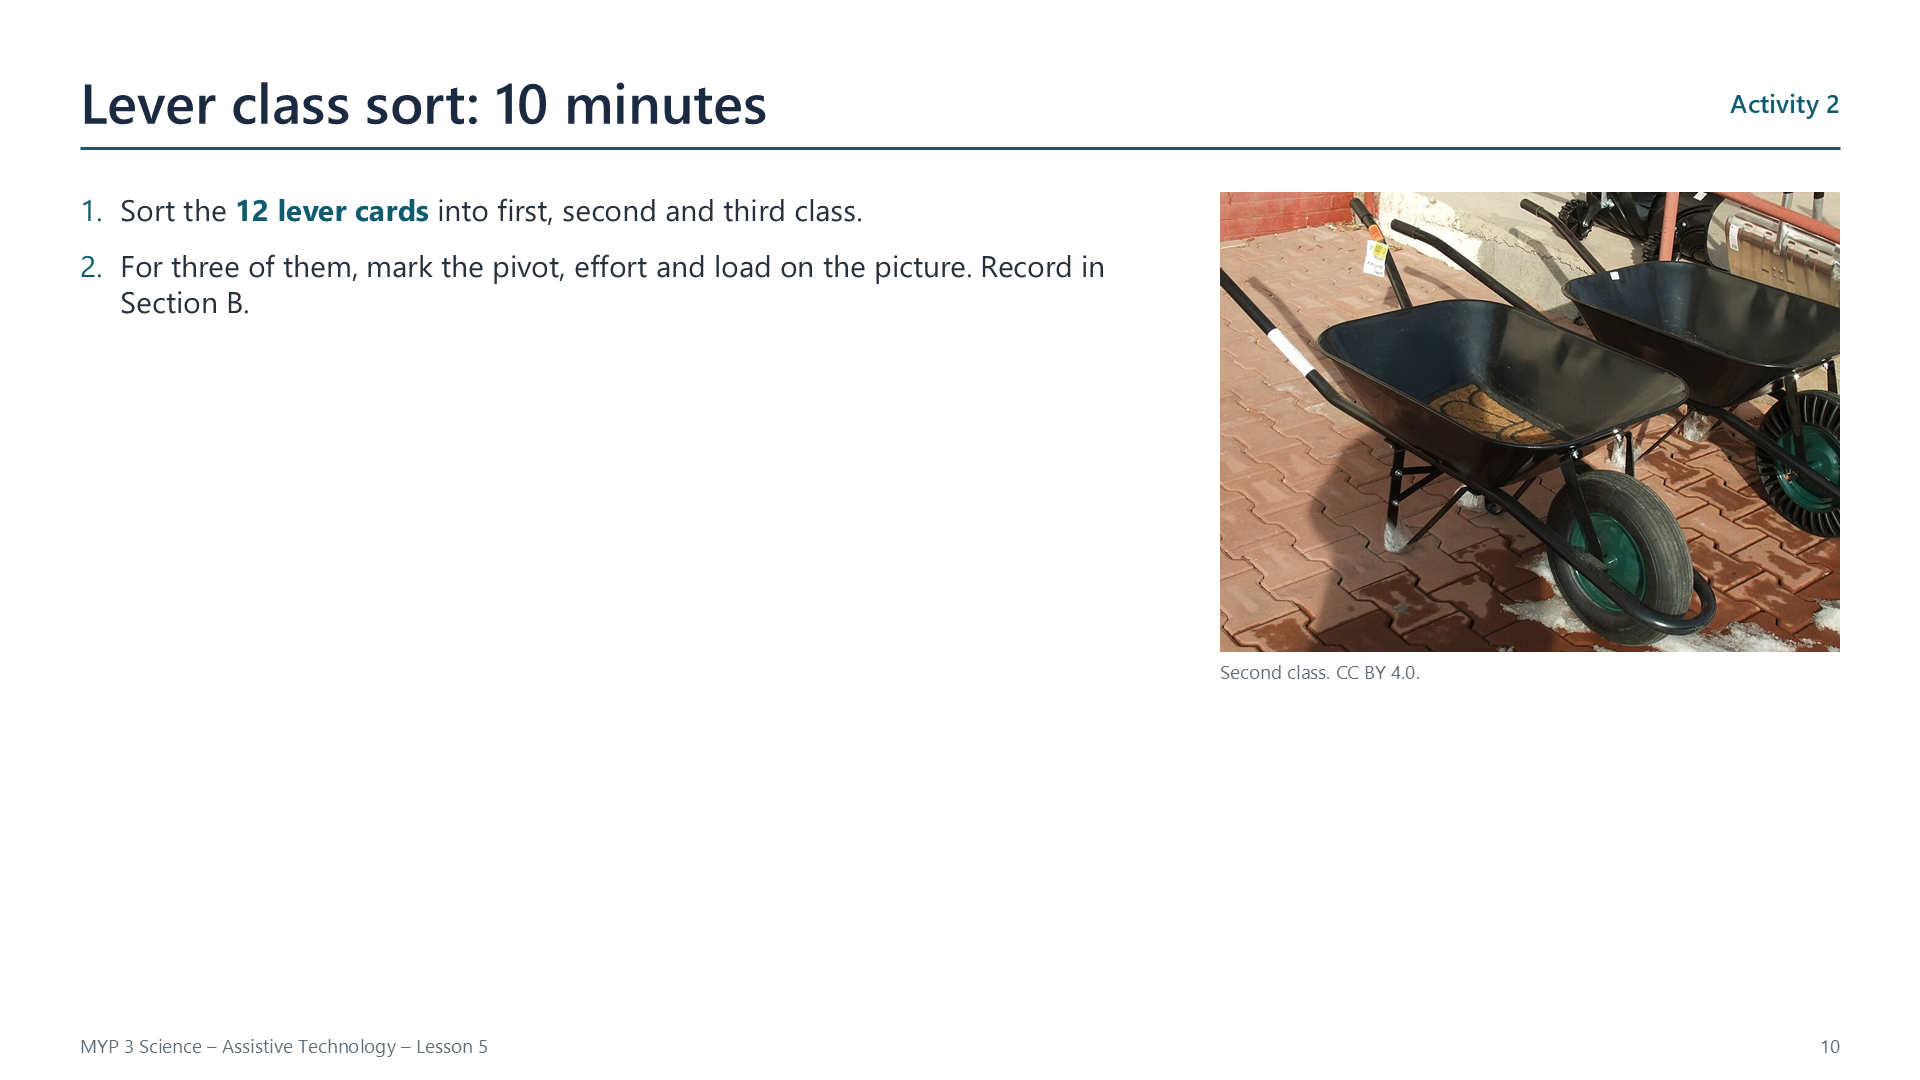 Lever class sort: 10 minutes
Activity 2
1. Sort the 12 lever cards into first, second and third class.
2. For three of them, mark the pivot, effort and load on the picture. Record in
Section B.
Second class. CC BY 4.0.
MYP 3 Science – Assistive Technology – Lesson 5
10